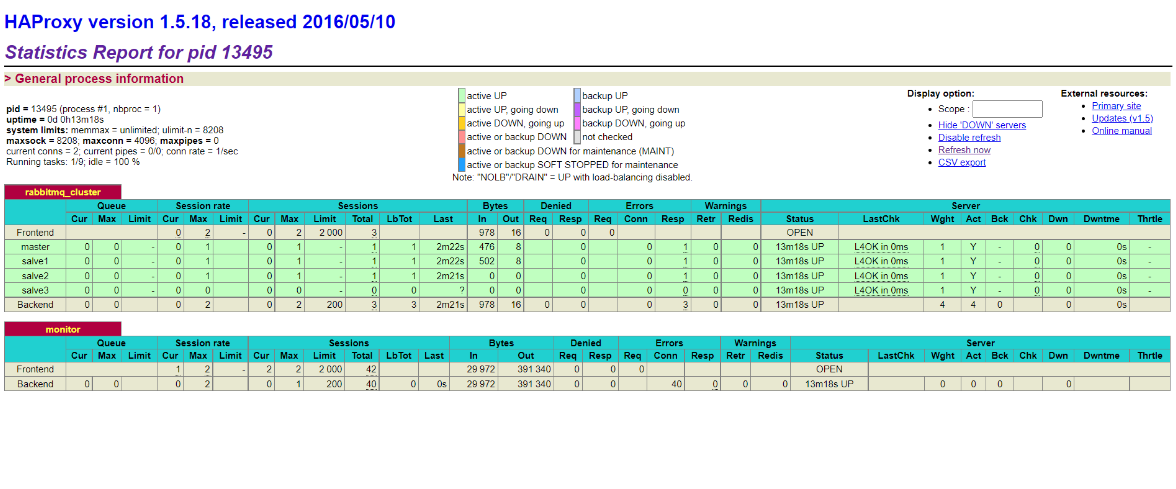 HAProxy version 1.5.18, released 2016/05/10
Statistics Report for pid 13495
> General process information
pid = 13495 (process #1, nbproc = 1)
uptime = 0d 0h13m18s
system limits: memmax = unlimited; ulimit-n = 8208
maxsock = 8208; maxconn = 4096; maxpipes = 0
current conns = 2; current pipes = 0/0; conn rate = 1/sec
Running tasks: 1/9; idle = 100 %
active UP backup UP
active UP, going down backup UP, going down
active DOWN, going up backup DOWN, going up
active or backup DOWN not checked
active or backup DOWN for maintenance (MAINT)
active or backup SOFT STOPPED for maintenance
Note: "NOLB"/"DRAIN" = UP with load-balancing disabled.
Display option:
Scope :
Hide 'DOWN' servers
Disable refresh
Refresh now
CSV export
External resources:
Primary site
Updates (v1.5)
Online manual
rabbitmq_cluster
Queue Session rate Sessions Bytes Denied Errors Warnings Server
Cur Max Limit Cur Max Limit Cur Max Limit Total LbTot Last In Out Req Resp Req Conn Resp Retr Redis Status LastChk Wght Act Bck Chk Dwn Dwntme Thrtle
Frontend 0 2 - 0 2 2 000 3 978 16 0 0 0 OPEN
master 0 0 - 0 1 0 1 - 1 1 2m22s 476 8 0 0 1 0 0 13m18s UP L4OK in 0ms 1 Y - 0 0 0s -
salve1 0 0 - 0 1 0 1 - 1 1 2m22s 502 8 0 0 1 0 0 13m18s UP L4OK in 0ms 1 Y - 0 0 0s -
salve2 0 0 - 0 1 0 1 - 1 1 2m21s 0 0 0 0 1 0 0 13m18s UP L4OK in 0ms 1 Y - 0 0 0s -
salve3 0 0 - 0 0 0 0 - 0 0 ? 0 0 0 0 0 0 0 13m18s UP L4OK in 0ms 1 Y - 0 0 0s -
Backend 0 0 0 2 0 2 200 3 3 2m21s 978 16 0 0 0 3 0 0 13m18s UP 4 4 0 0 0s
monitor
Queue Session rate Sessions Bytes Denied Errors Warnings Server
Cur Max Limit Cur Max Limit Cur Max Limit Total LbTot Last In Out Req Resp Req Conn Resp Retr Redis Status LastChk Wght Act Bck Chk Dwn Dwntme Thrtle
Frontend 1 2 - 2 2 2 000 42 29 972 391 340 0 0 0 OPEN
Backend 0 0 0 2 0 1 200 40 0 0s 29 972 391 340 0 0 40 0 0 0 13m18s UP 0 0 0 0